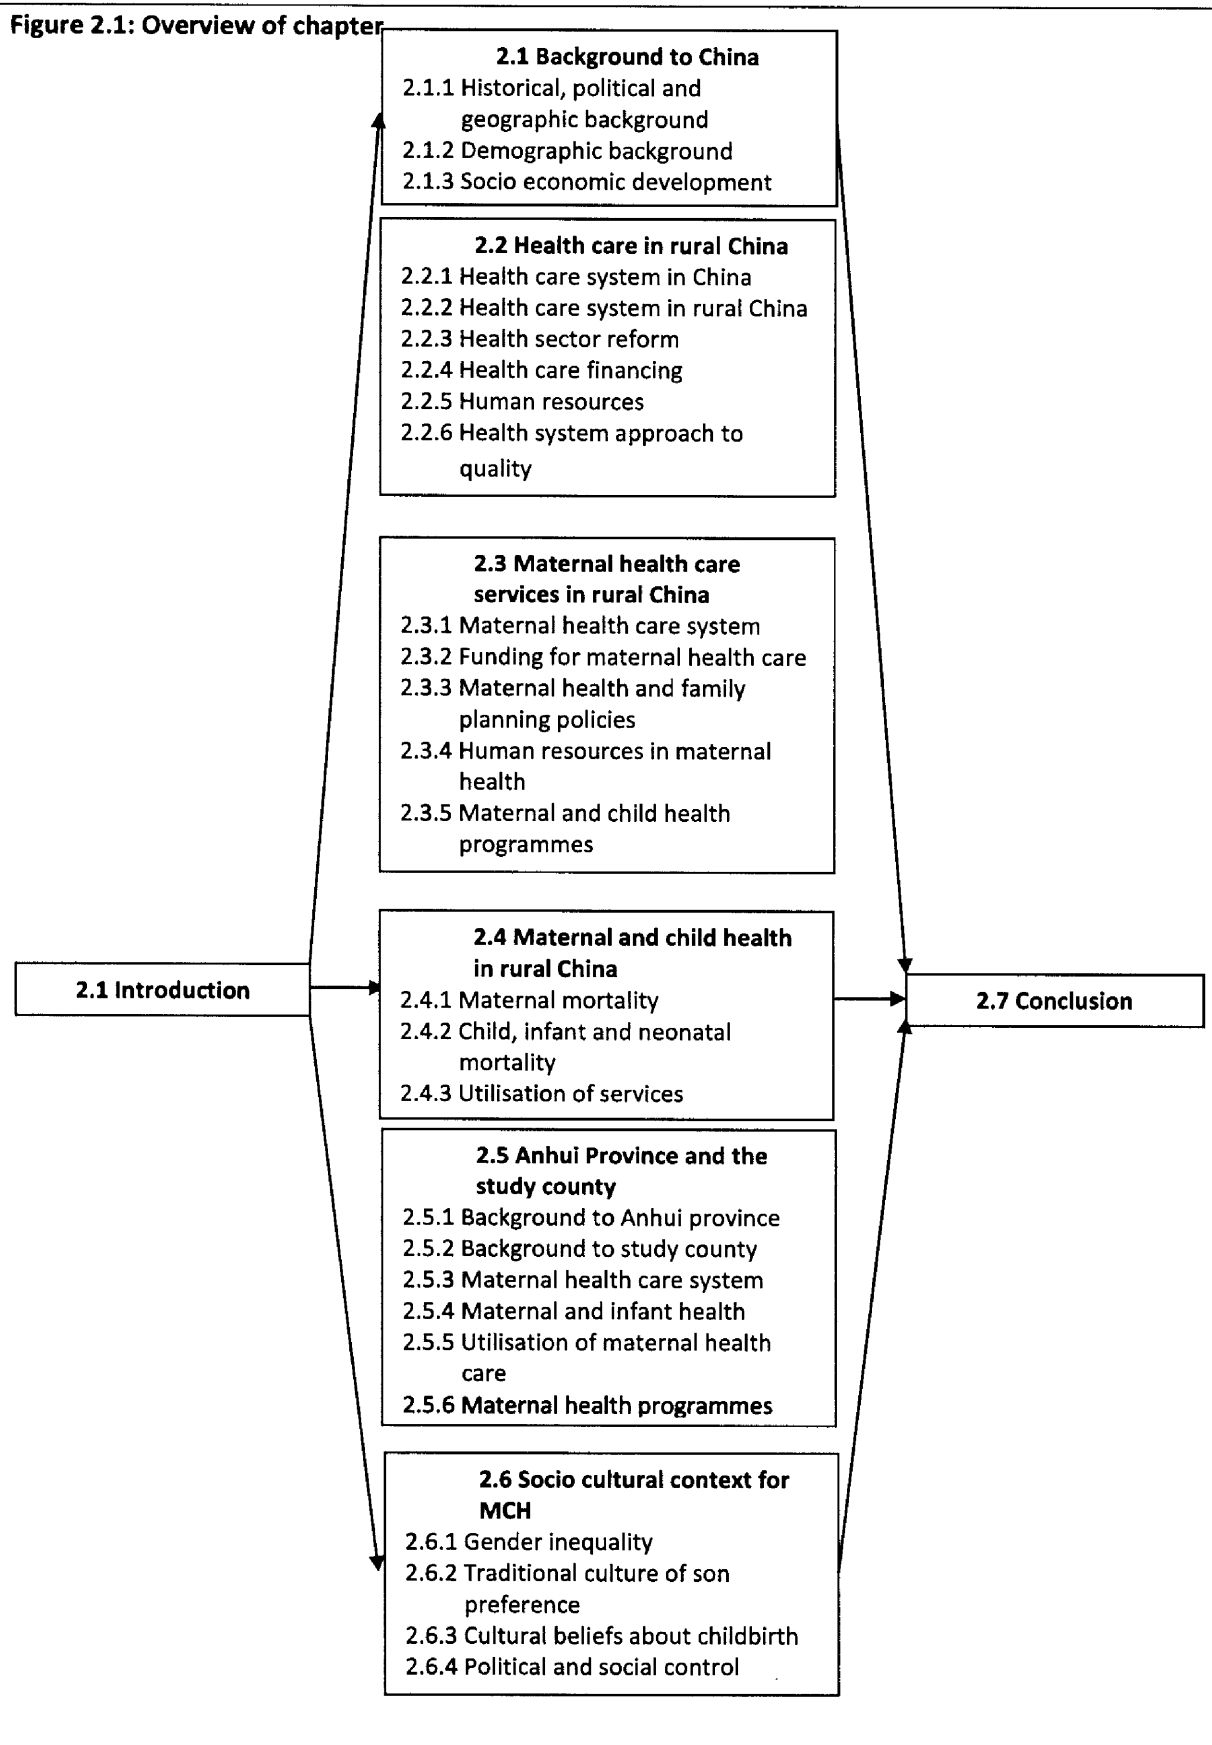 Figure 2.1: Overview of chapter
2.1 Background to China
2.1.1 Historical, political and
geographic background
2.1.2 Demographic background
2.1.3 Socio economic development
2.2 Health care in rural China
2.2.1 Health care system in China
2.2.2 Health care system in rural China
2.2.3 Health sector reform
2.2.4 Health care financing
2.2.5 Human resources
2.2.6 Health system approach to
quality
2.3 Maternal health care
services in rural China
2.3.1 Maternal health care system
2.3.2 Funding for maternal health care
2.3.3 Maternal health and family
planning policies
2.3.4 Human resources in maternal
health
2.3.5 Maternal and child health
programmes
2.1 Introduction
2.4 Maternal and child health
in rural China
2.4.1 Maternal mortality
2.4.2 Child, infant and neonatal
mortality
2.4.3 Utilisation of services
2.7 Conclusion
2.5 Anhui Province and the
study county
2.5.1 Background to Anhui province
2.5.2 Background to study county
2.5.3 Maternal health care system
2.5.4 Maternal and infant health
2.5.5 Utilisation of maternal health
care
2.5.6 Maternal health programmes
2.6 Socio cultural context for
MCH
2.6.1 Gender inequality
2.6.2 Traditional culture of son
preference
2.6.3 Cultural beliefs about childbirth
2.6.4 Political and social control